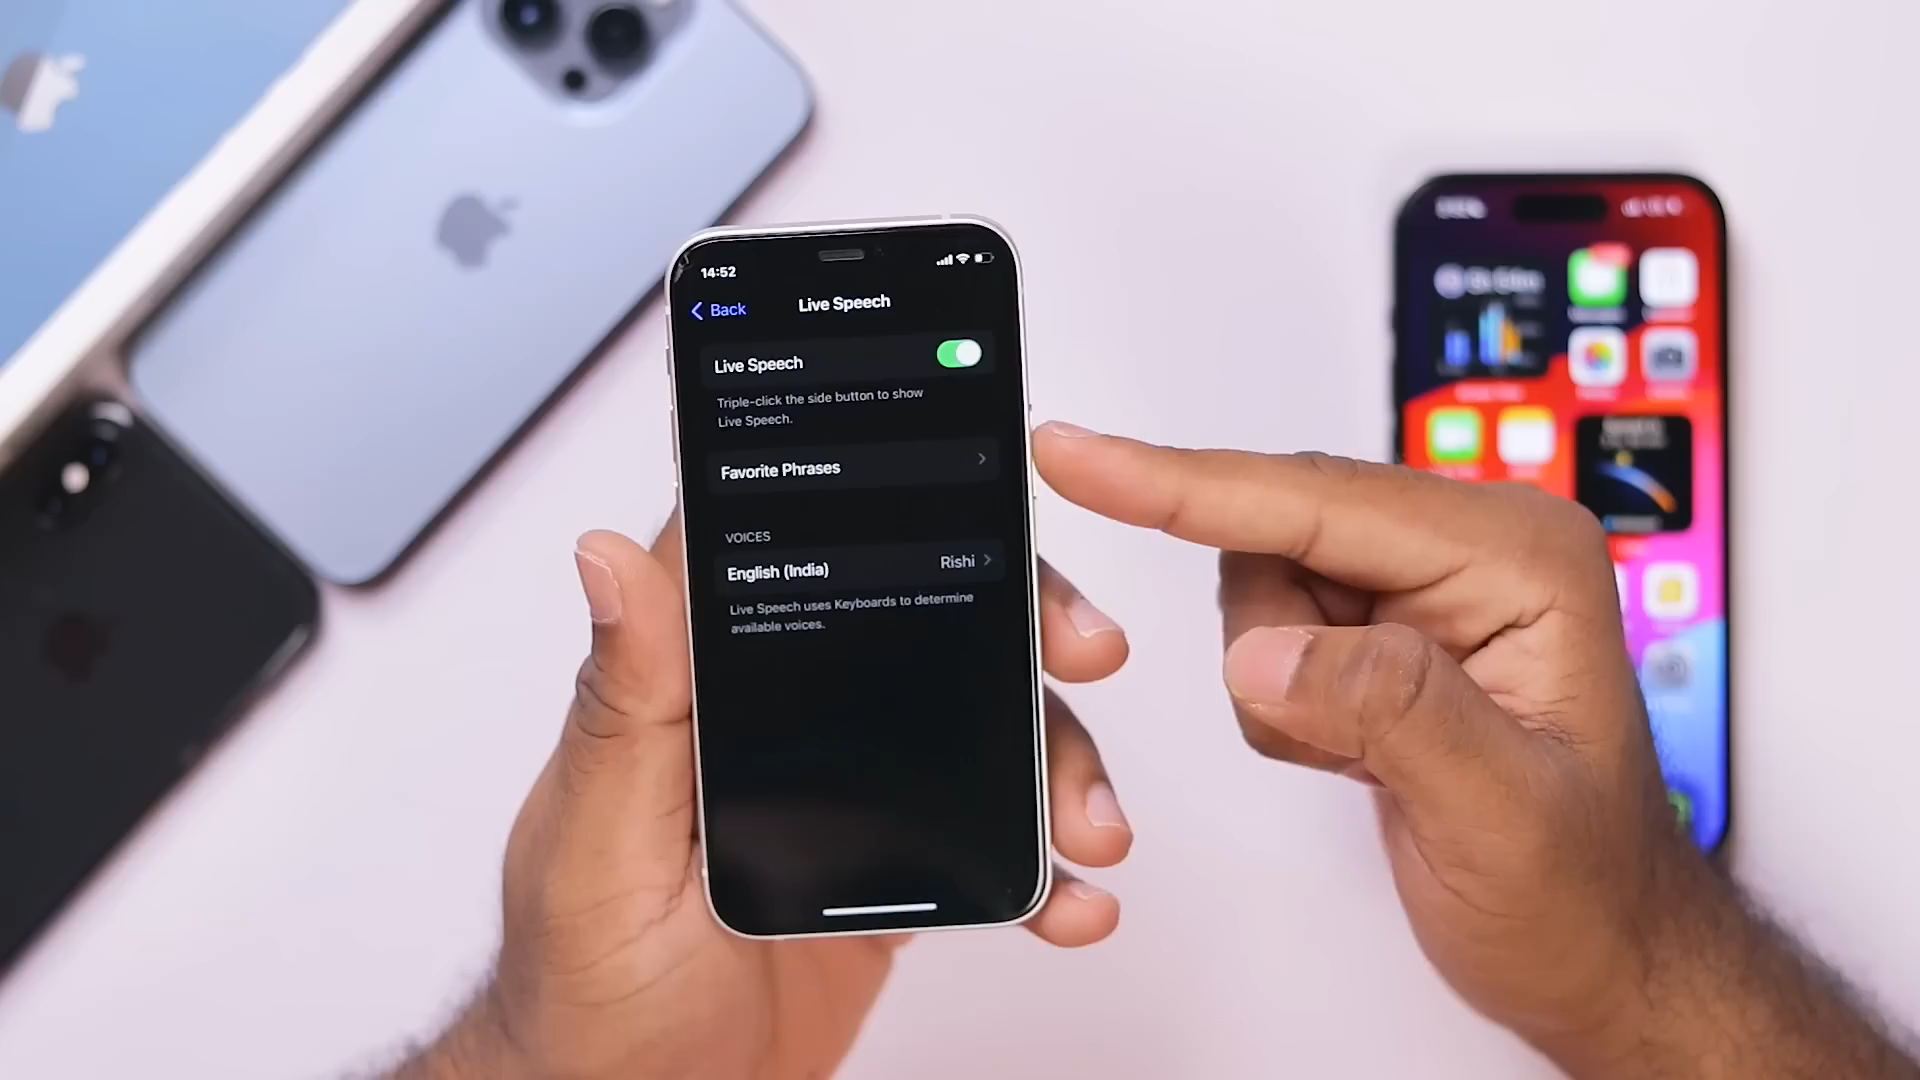 14:52
Back
Live Speech
Live Speech
Triple-click the side button to show
Live Speech.
Favorite Phrases
VOICES
English (India)
Rishi
Live Speech uses Keyboards to determine
available voices.